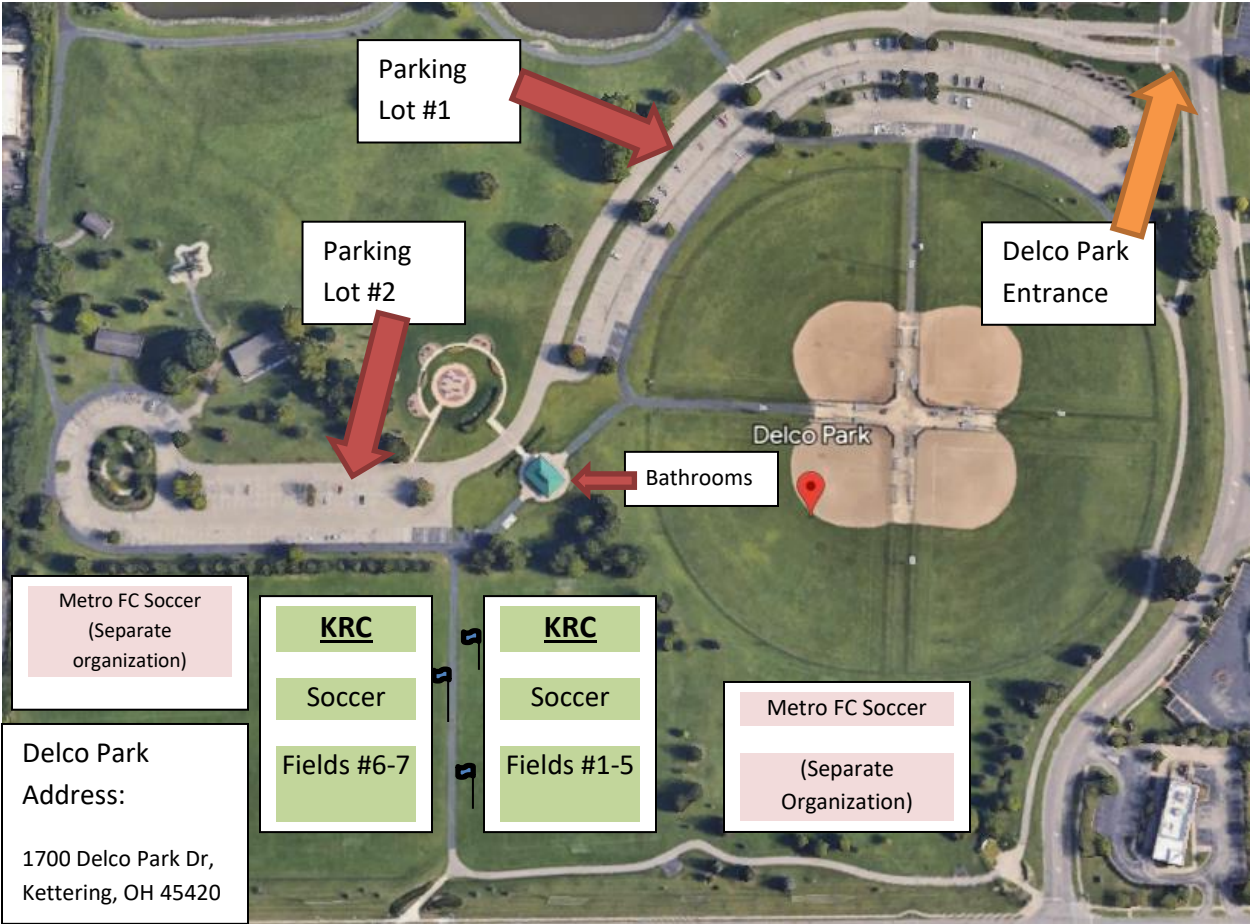 Parking
Lot #1
Parking
Lot #2
Delco Park
Entrance
Delco Park
Bathrooms
Metro FC Soccer
(Separate
organization)
KRC
Soccer
Fields #6-7
KRC
Soccer
Fields #1-5
Metro FC Soccer
(Separate
Organization)
Delco Park
Address:
1700 Delco Park Dr,
Kettering, OH 45420